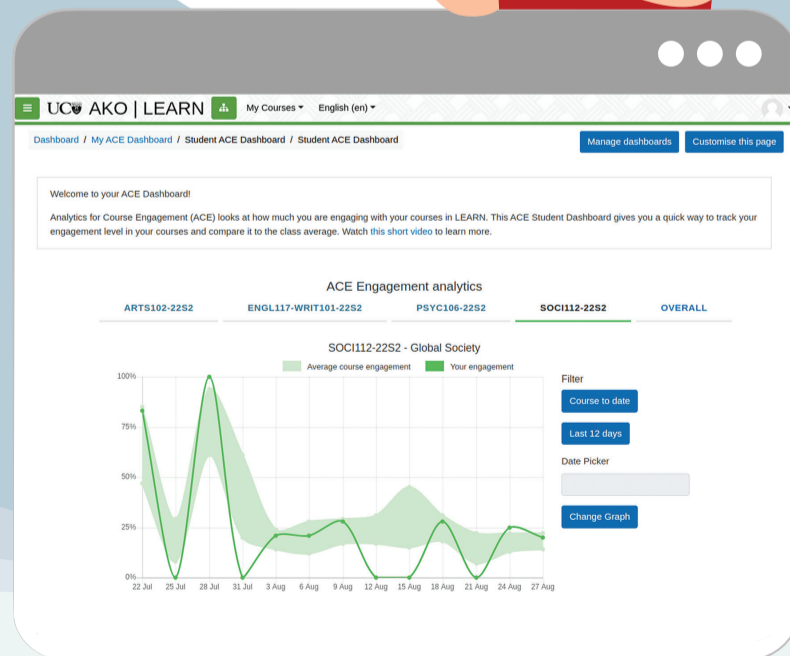 UC AKO | LEARN My Courses English (en)
Dashboard / My ACE Dashboard / Student ACE Dashboard / Student ACE Dashboard
Manage dashboards
Customise this page
Welcome to your ACE Dashboard!
Analytics for Course Engagement (ACE) looks at how much you are engaging with your courses in LEARN. This ACE Student Dashboard gives you a quick way to track your
engagement level in your courses and compare it to the class average. Watch this short video to learn more.
ACE Engagement analytics
ARTS102-22S2 ENGL117-WRIT101-22S2 PSYC106-22S2 SOCI112-22S2 OVERALL
SOCI112-22S2 - Global Society
Average course engagement Your engagement
100%
75%
50%
25%
0%
22 Jul 25 Jul 28 Jul 31 Jul 3 Aug 6 Aug 9 Aug 12 Aug 15 Aug 18 Aug 21 Aug 24 Aug 27 Aug
Filter
Course to date
Last 12 days
Date Picker
Change Graph